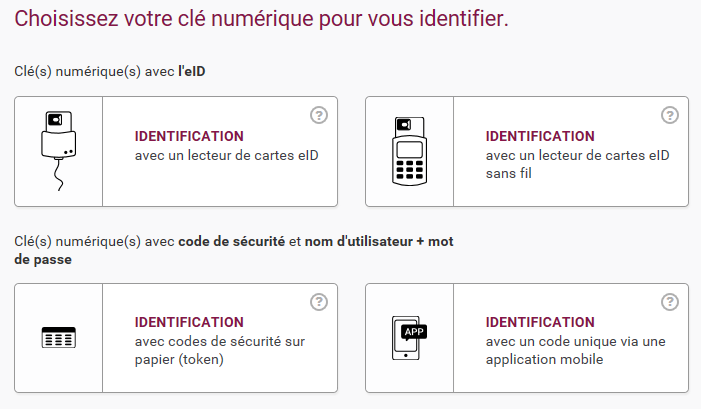 Choisissez votre clé numérique pour vous identifier.
Clé(s) numérique(s) avec l'eID
?
IDENTIFICATION
avec un lecteur de cartes eID
?
IDENTIFICATION
avec un lecteur de cartes eID
sans fil
Clé(s) numérique(s) avec code de sécurité et nom d'utilisateur + mot
de passe
?
IDENTIFICATION
avec codes de sécurité sur
papier (token)
?
APP
IDENTIFICATION
avec un code unique via une
application mobile